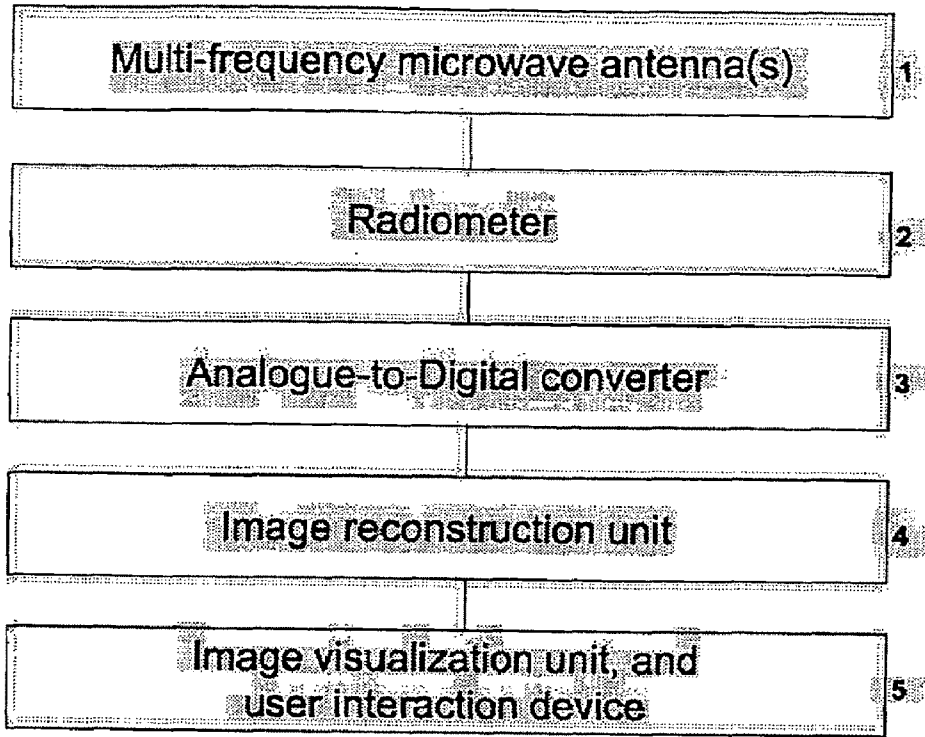 Multi-frequency microwave antenna(s)
1
Radiometer
2
Analogue-to-Digital converter
3
Image reconstruction unit
4
Image visualization unit, and
user interaction device
5